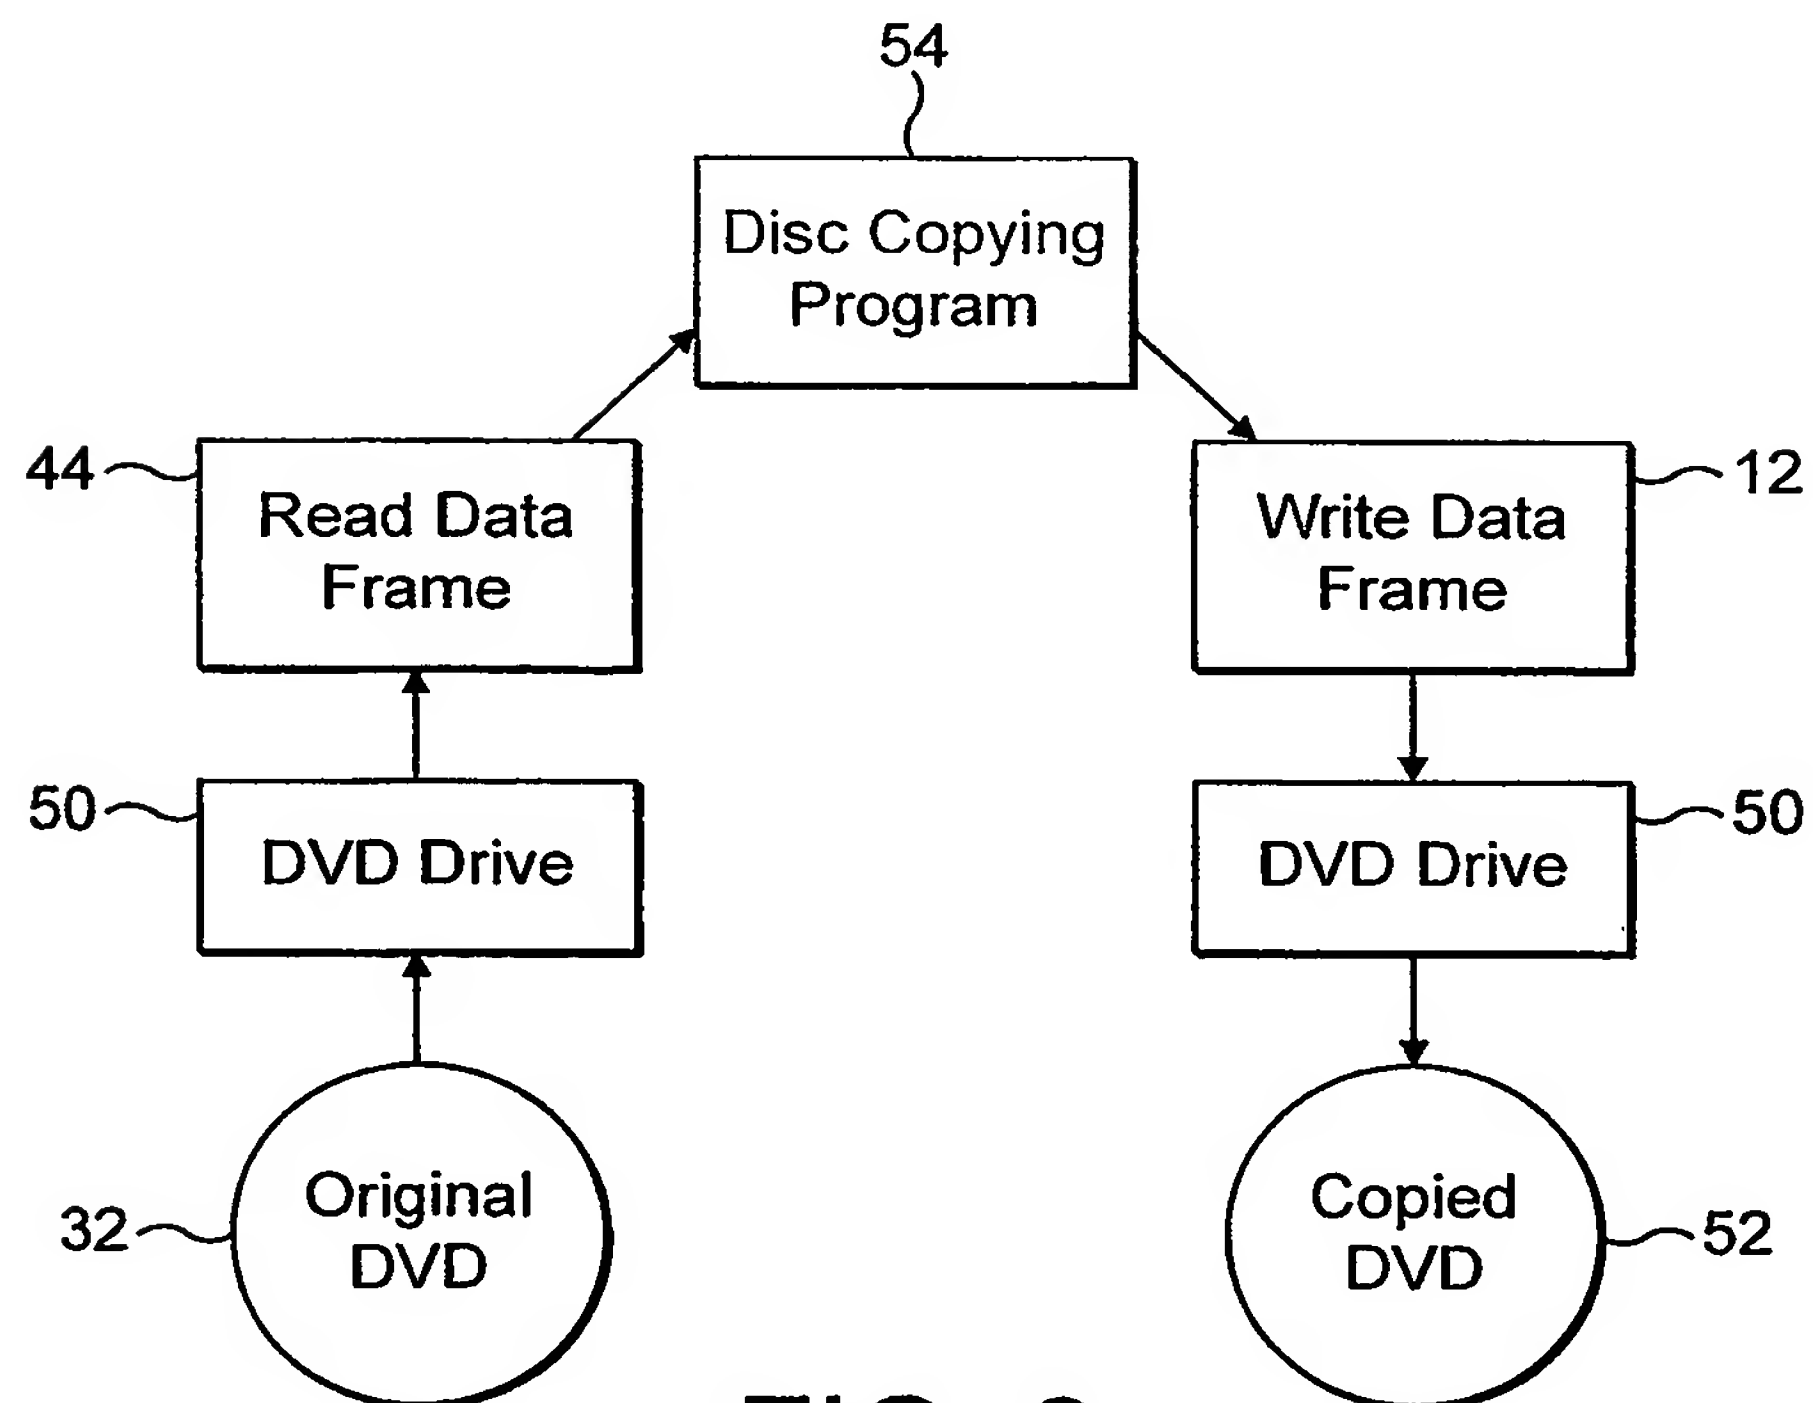 54
Disc Copying
Program
44
Read Data
Frame
12
Write Data
Frame
50
DVD Drive
50
DVD Drive
32
Original
DVD
52
Copied
DVD